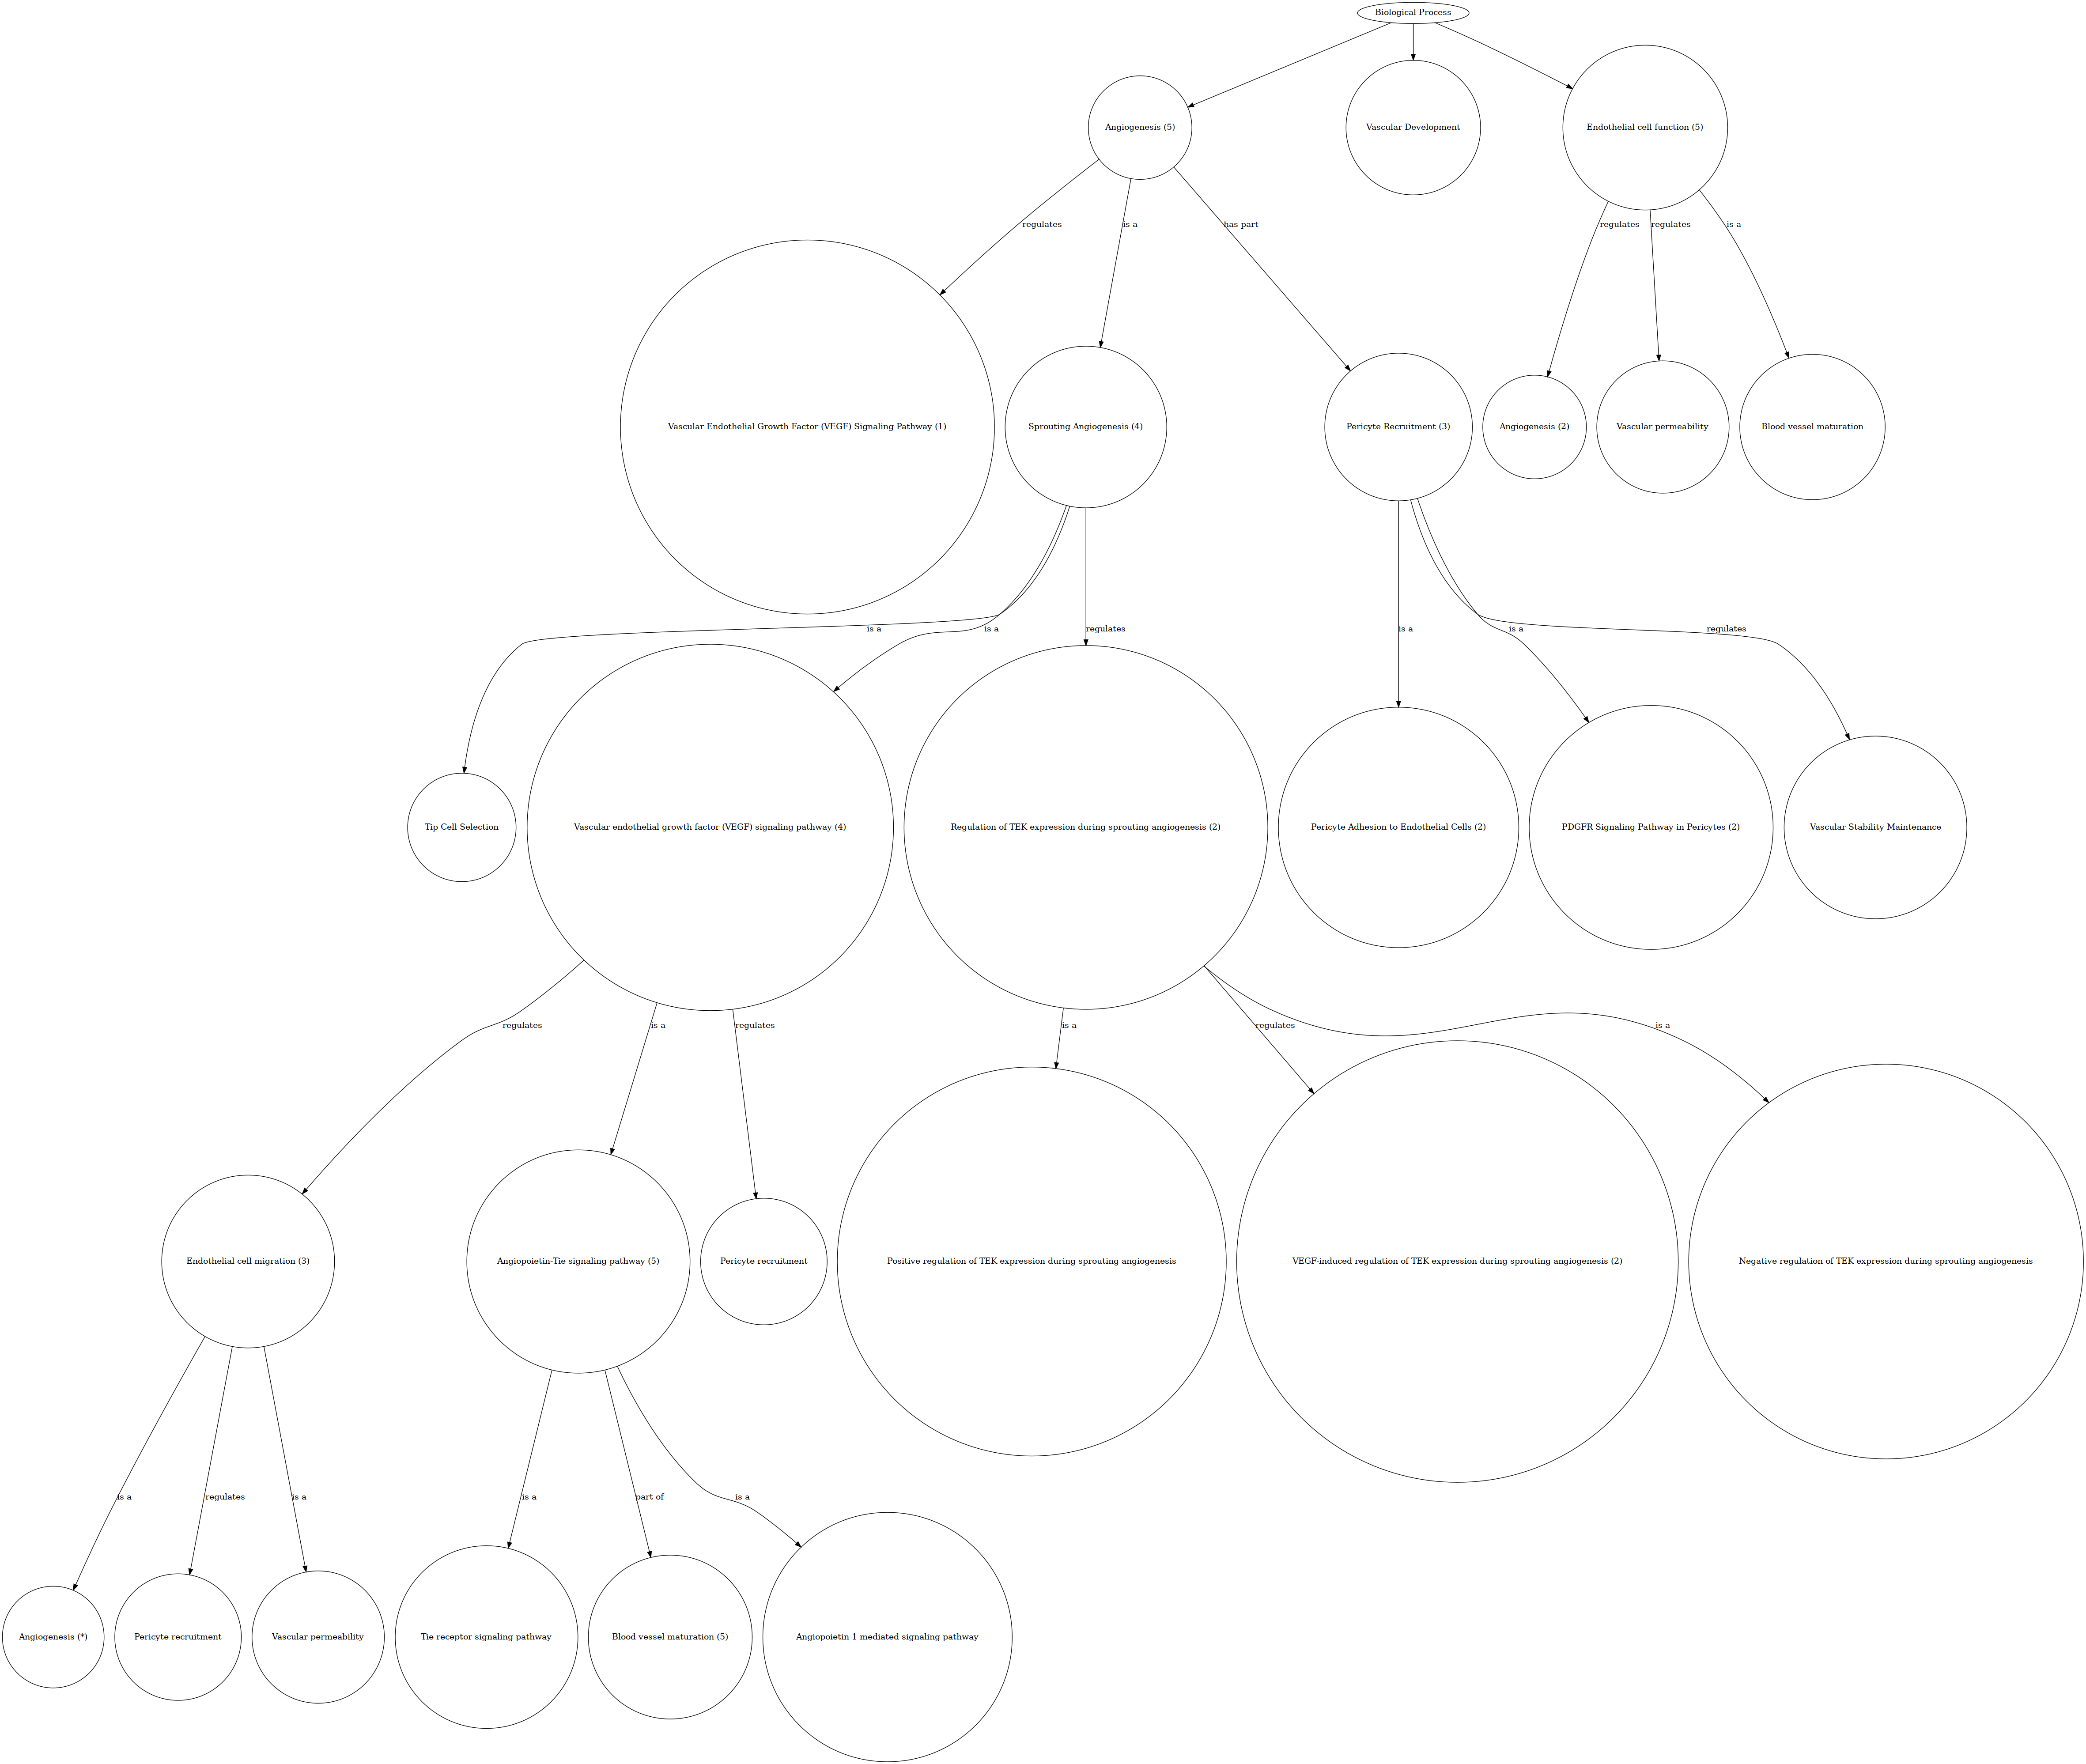 Biological Process
Angiogenesis (5)
Vascular Development
Endothelial cell function (5)
regulates
is a
has part
regulates
regulates
is a
Vascular Endothelial Growth Factor (VEGF) Signaling Pathway (1)
Sprouting Angiogenesis (4)
Pericyte Recruitment (3)
Angiogenesis (2)
Vascular permeability
Blood vessel maturation
is a
is a
regulates
is a
is a
regulates
Tip Cell Selection
Vascular endothelial growth factor (VEGF) signaling pathway (4)
Regulation of TEK expression during sprouting angiogenesis (2)
Pericyte Adhesion to Endothelial Cells (2)
PDGFR Signaling Pathway in Pericytes (2)
Vascular Stability Maintenance
regulates
is a
regulates
is a
regulates
is a
Endothelial cell migration (3)
Angiopoietin-Tie signaling pathway (5)
Pericyte recruitment
Positive regulation of TEK expression during sprouting angiogenesis
VEGF-induced regulation of TEK expression during sprouting angiogenesis (2)
Negative regulation of TEK expression during sprouting angiogenesis
is a
regulates
is a
is a
part of
is a
Angiogenesis (*)
Pericyte recruitment
Vascular permeability
Tie receptor signaling pathway
Blood vessel maturation (5)
Angiopoietin 1-mediated signaling pathway